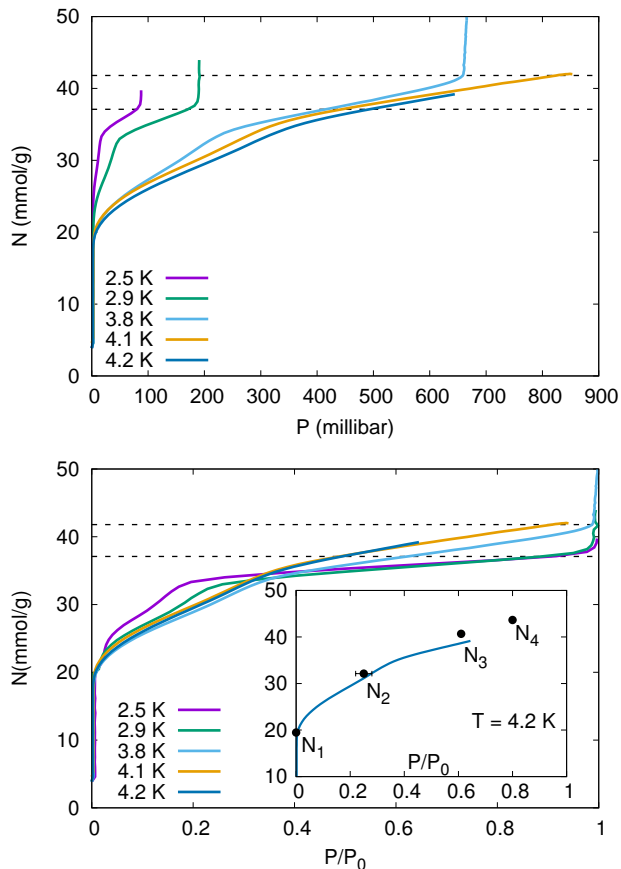 50
40
30
20
10
0
N (mmol/g)
2.5 K
2.9 K
3.8 K
4.1 K
4.2 K
0 100 200 300 400 500 600 700 800 900
P (millibar)
50
40
30
20
10
0
N(mmol/g)
2.5 K
2.9 K
3.8 K
4.1 K
4.2 K
50
40
30
20
10
N₁
N₂
N₃
N₄
T = 4.2 K
P/P₀
0 0.2 0.4 0.6 0.8 1
0 0.2 0.4 0.6 0.8 1
P/P₀